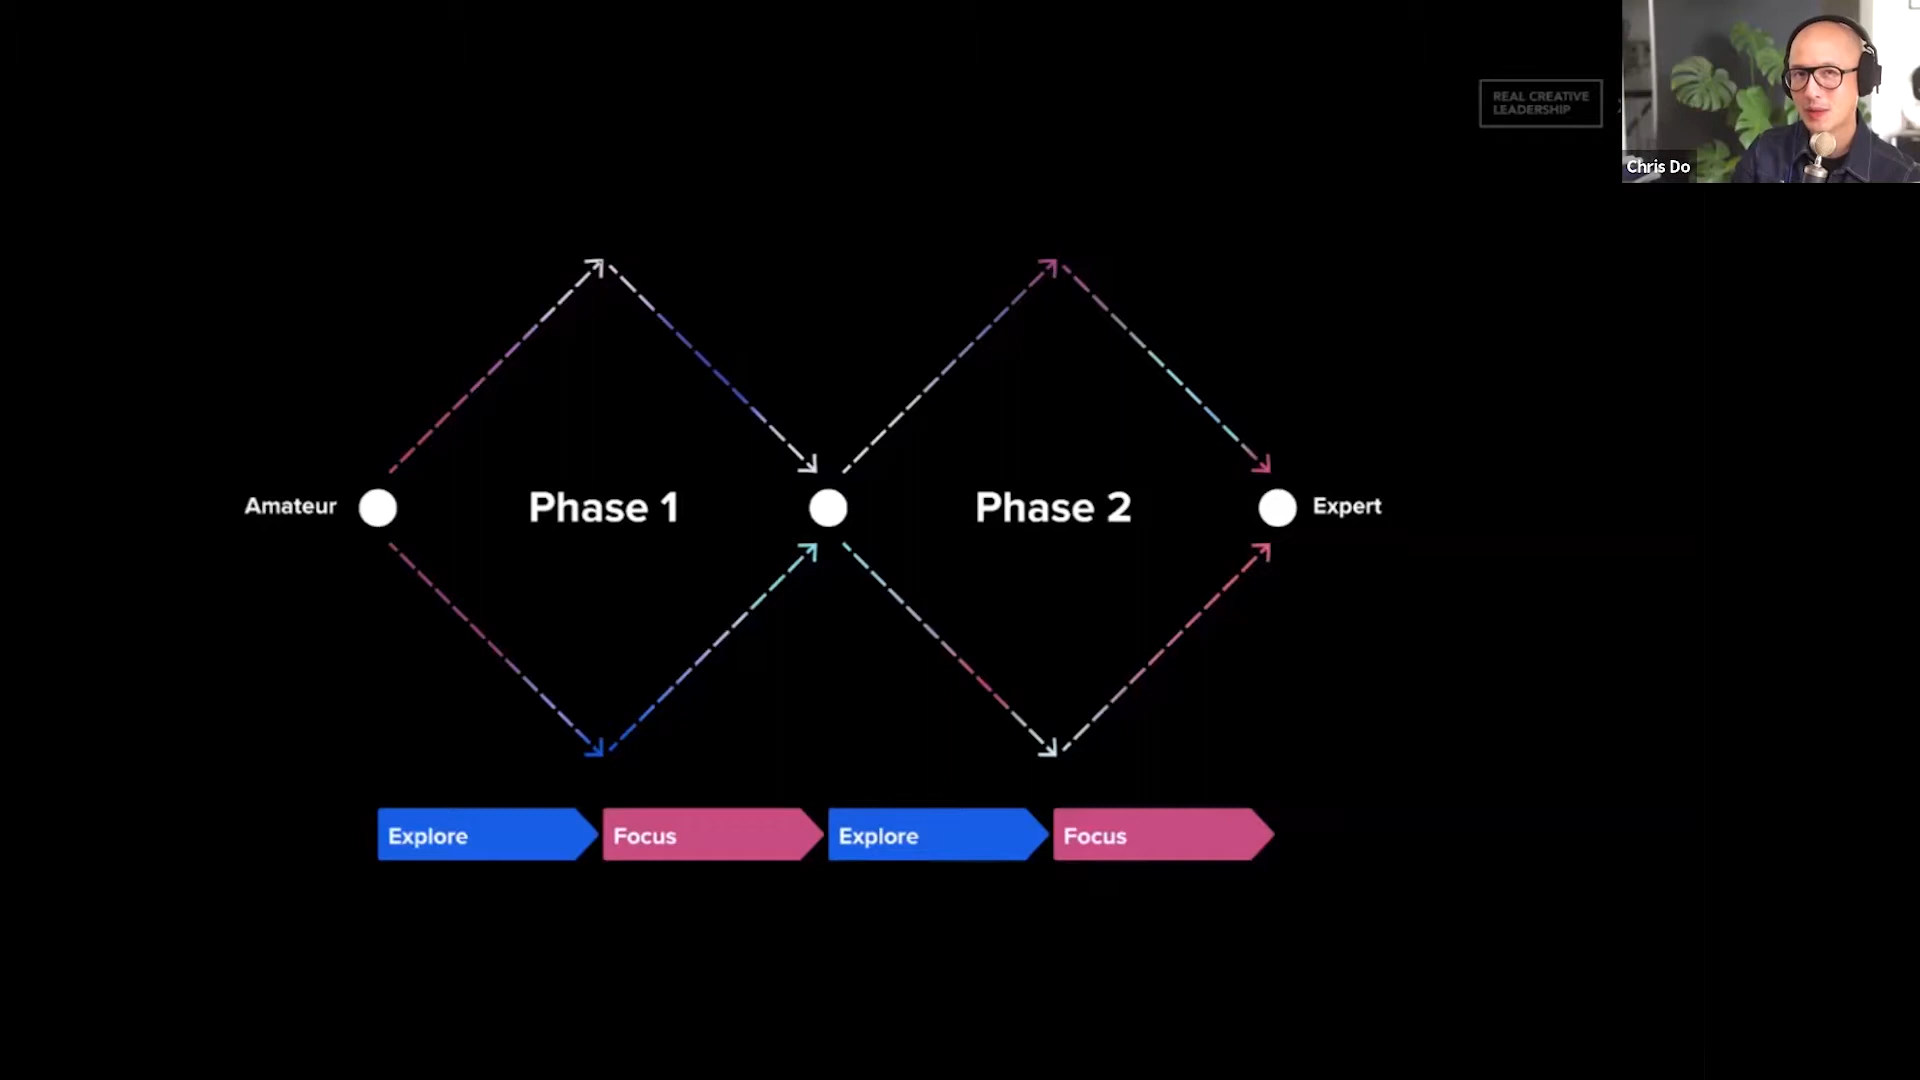 REAL CREATIVE
LEADERSHIP
Chris Do
Amateur
Phase 1
Phase 2
Expert
Explore
Focus
Explore
Focus